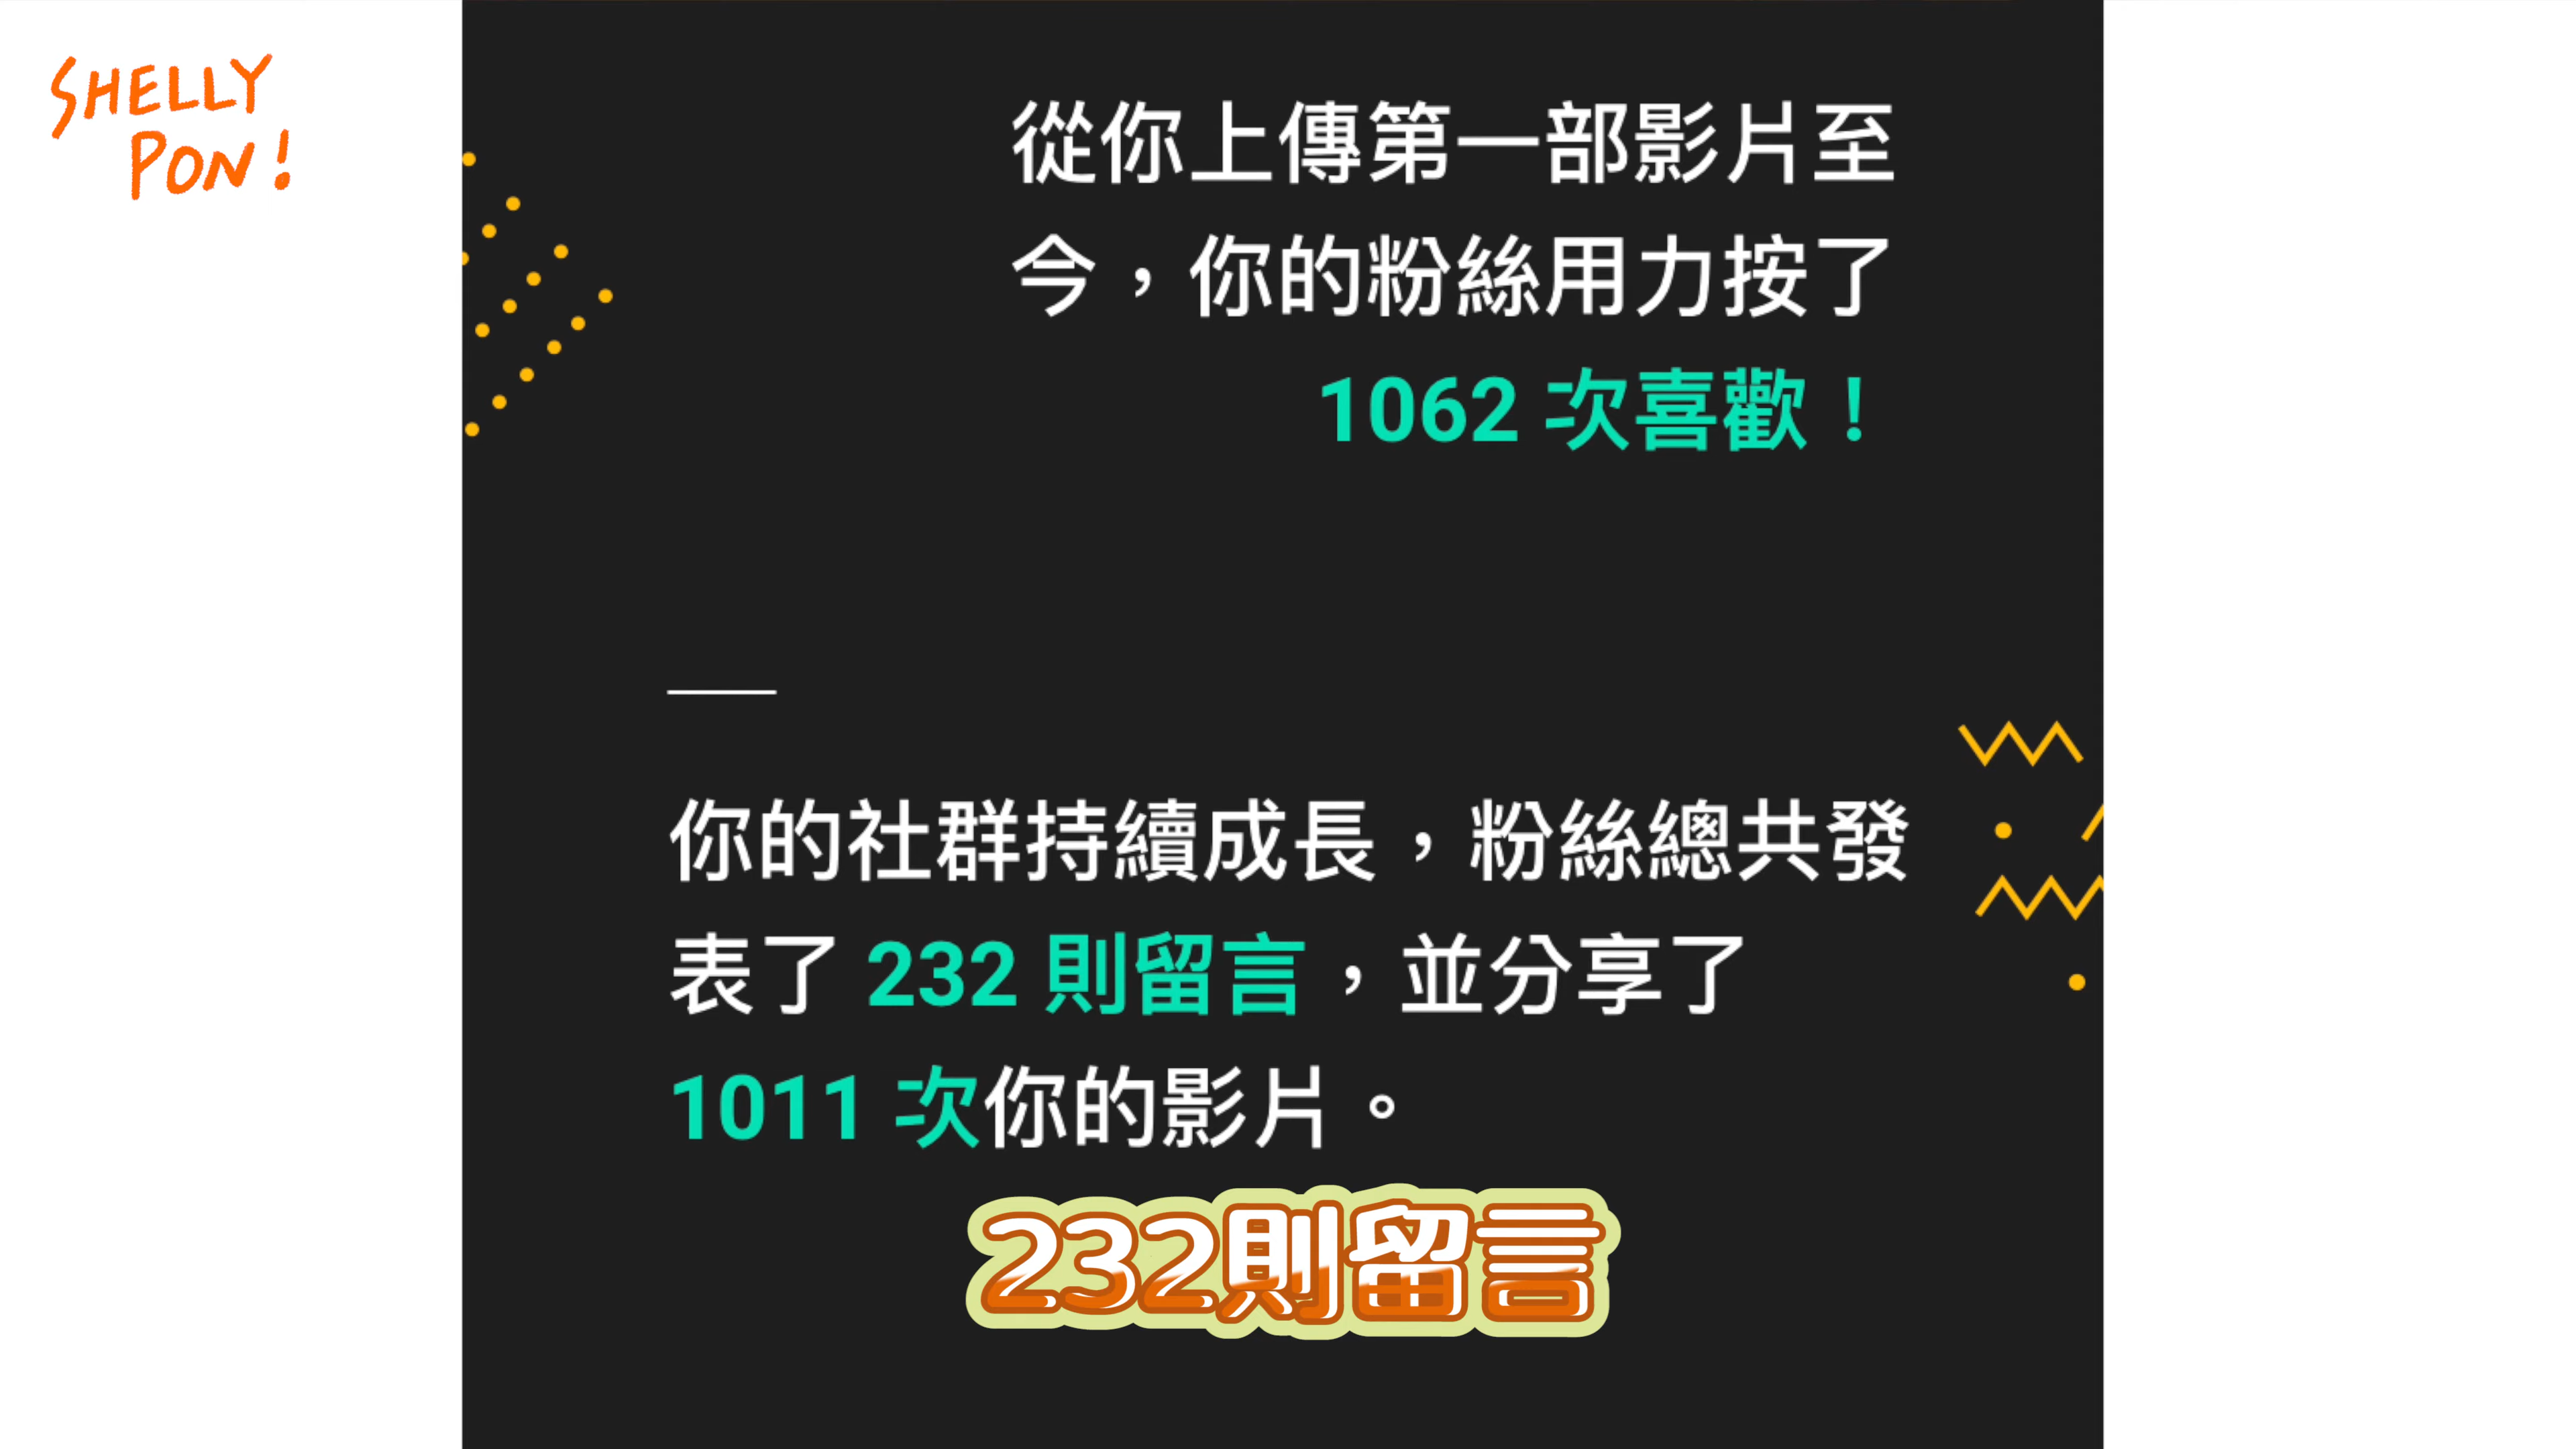 SHELLY
PON!
從你上傳第一部影片至
今，你的粉絲用力按了
1062 次喜歡！
你的社群持續成長，粉絲總共發
表了 232 則留言，並分享了
1011 次你的影片。
232則留言